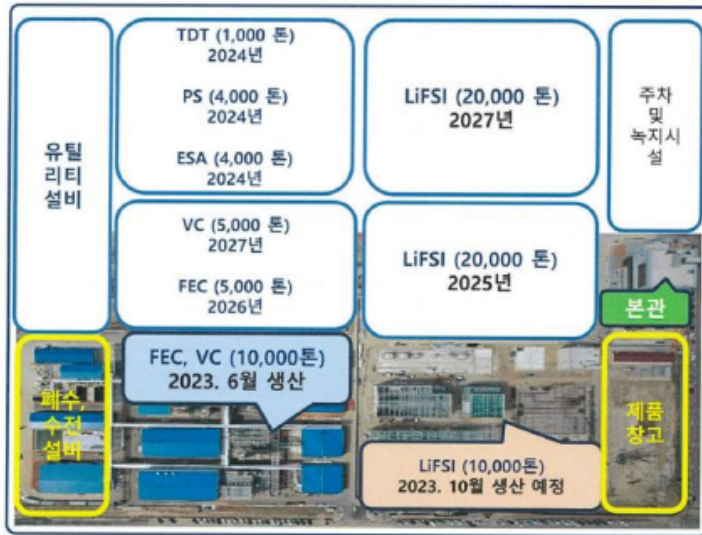 유틸
리티
설비
TDT (1,000 톤)
2024년
PS (4,000 톤)
2024년
ESA (4,000 톤)
2024년
LiFSI (20,000 톤)
2027년
주차
및
녹지시
설
VC (5,000 톤)
2027년
FEC (5,000 톤)
2026년
LiFSI (20,000 톤)
2025년
본관
폐수,
수전
설비
FEC, VC (10,000톤)
2023. 6월 생산
LiFSI (10,000톤)
2023. 10월 생산 예정
제품
창고